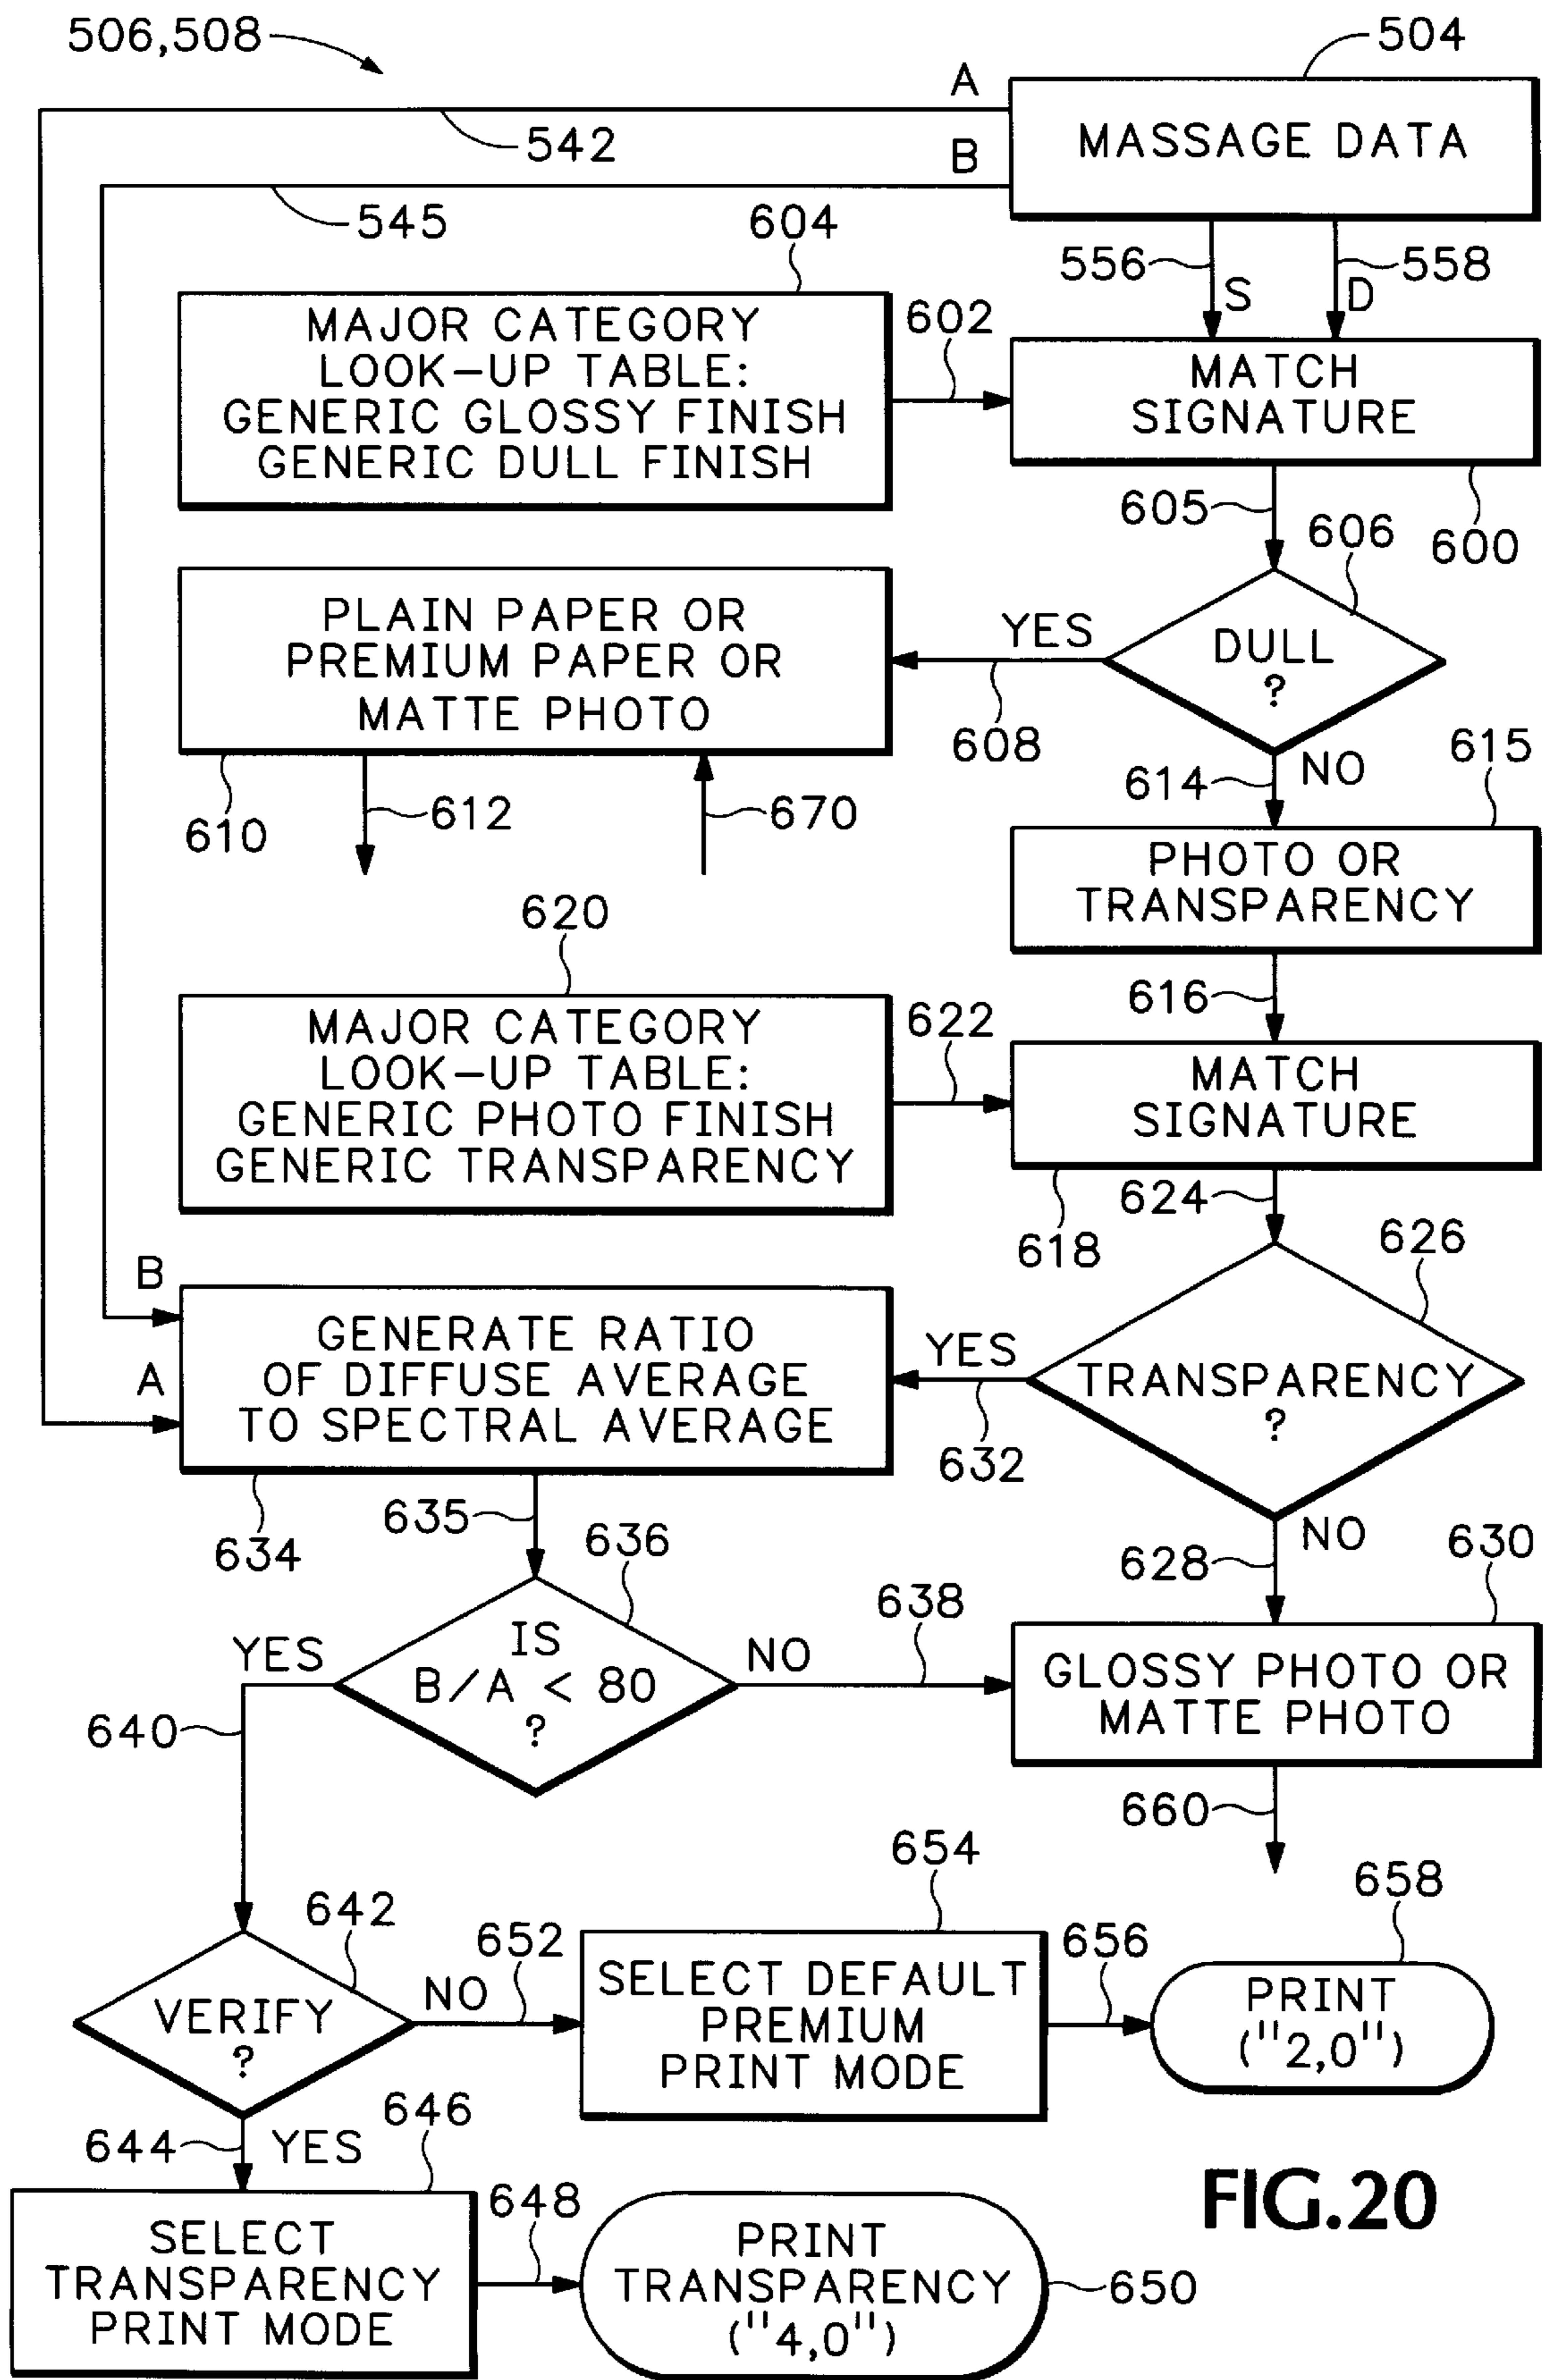 506,508
504
A
MASSAGE DATA
542
B
545
604
556
558
S
D
MAJOR CATEGORY
LOOK-UP TABLE:
GENERIC GLOSSY FINISH
GENERIC DULL FINISH
602
MATCH
SIGNATURE
605
606
600
PLAIN PAPER OR
PREMIUM PAPER OR
MATTE PHOTO
YES
DULL
?
608
614
NO
615
610
612
670
PHOTO OR
TRANSPARENCY
620
616
MAJOR CATEGORY
LOOK-UP TABLE:
GENERIC PHOTO FINISH
GENERIC TRANSPARENCY
622
MATCH
SIGNATURE
624
618
626
B
GENERATE RATIO
OF DIFFUSE AVERAGE
TO SPECTRAL AVERAGE
A
YES
TRANSPARENCY
?
632
635
634
636
NO
628
630
638
YES
IS
B/A < 80
?
NO
GLOSSY PHOTO OR
MATTE PHOTO
640
660
654
658
642
652
656
VERIFY
?
NO
SELECT DEFAULT
PREMIUM
PRINT MODE
PRINT
("2,0")
646
644
YES
648
FIG.20
SELECT
TRANSPARENCY
PRINT MODE
PRINT
TRANSPARENCY
("4,0")
650